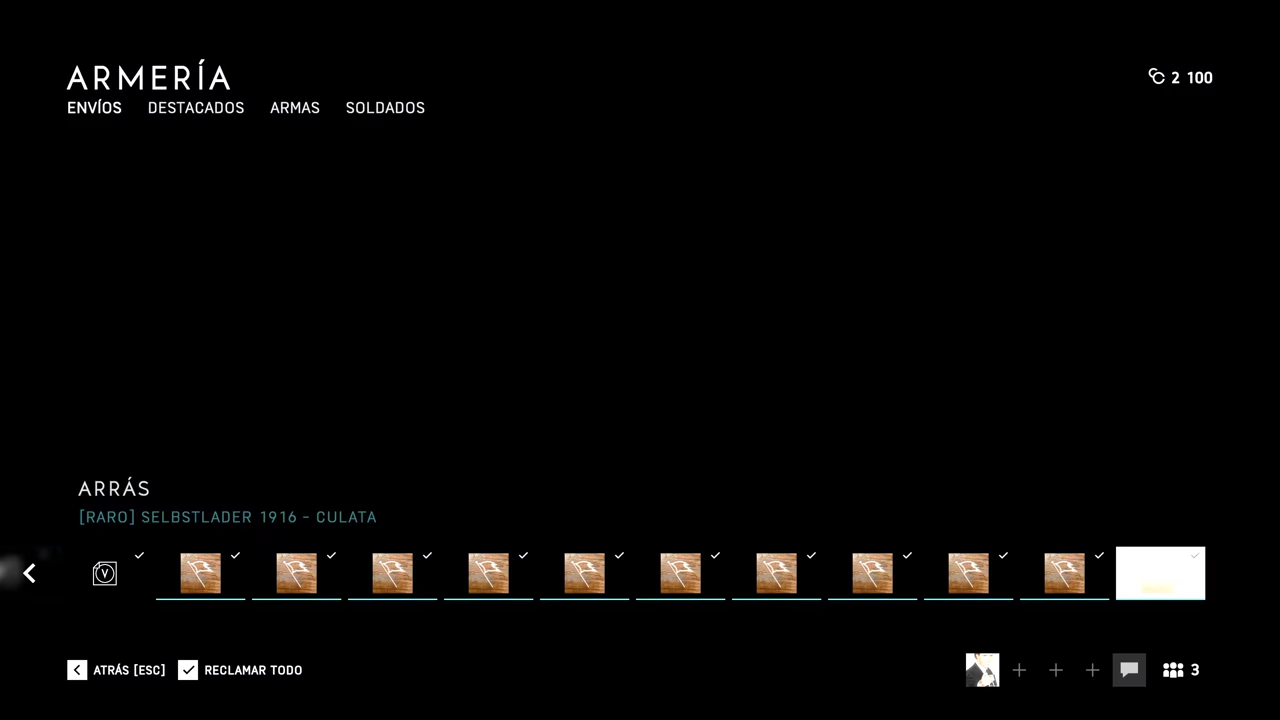 ARMERÍA
2 100
ENVÍOS DESTACADOS ARMAS SOLDADOS
ARRÁS
[RARO] SELBSTLADER 1916 - CULATA
V
ATRÁS [ESC] RECLAMAR TODO
3